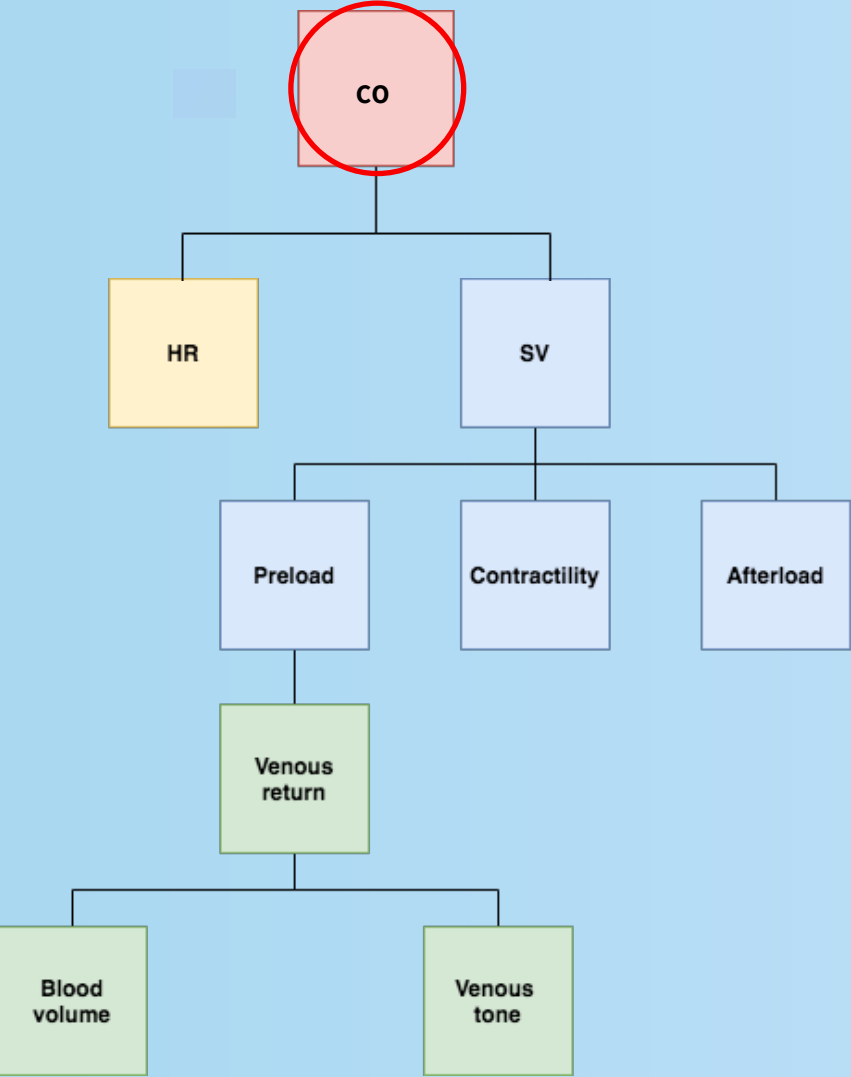 CO
HR
SV
Preload
Contractility
Afterload
Venous
return
Blood
volume
Venous
tone